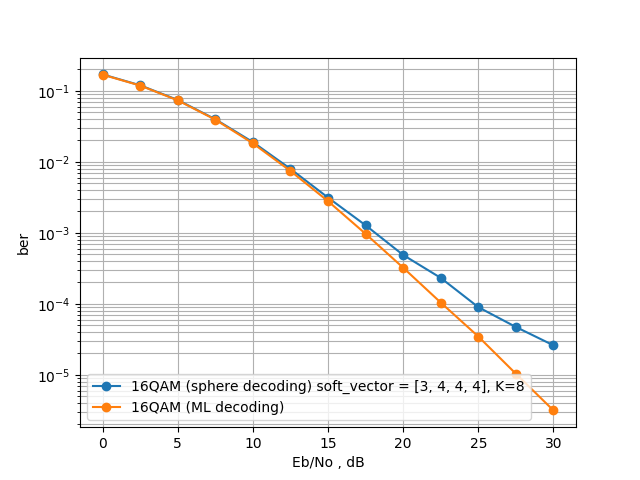 10⁻¹
10⁻²
10⁻³
10⁻⁴
10⁻⁵
ber
16QAM (sphere decoding) soft_vector = [3, 4, 4, 4], K=8
16QAM (ML decoding)
0 5 10 15 20 25 30
Eb/No , dB